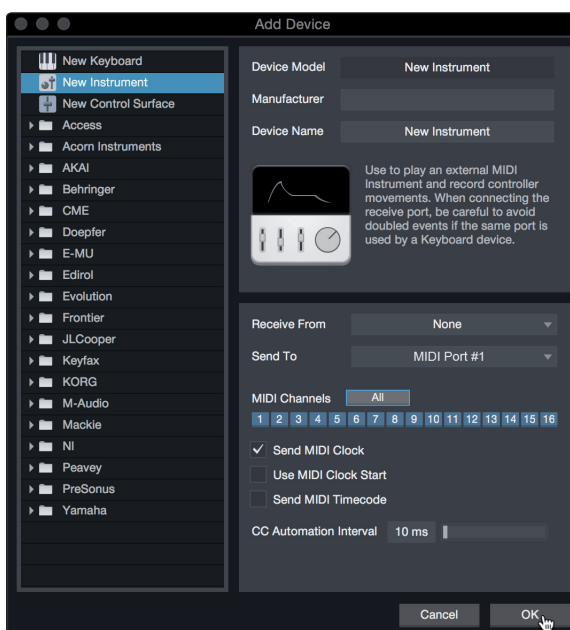 Add Device
New Keyboard
New Instrument
New Control Surface
Access
Acorn Instruments
AKAI
Behringer
CME
Doepfer
E-MU
Edirol
Evolution
Frontier
JLCooper
Keyfax
KORG
M-Audio
Mackie
NI
Peavey
PreSonus
Yamaha
Device Model New Instrument
Manufacturer
Device Name New Instrument
Use to play an external MIDI
Instrument and record controller
movements. When connecting the
receive port, be careful to avoid
doubled events if the same port is
used by a Keyboard device.
Receive From None
Send To MIDI Port #1
MIDI Channels All
1 2 3 4 5 6 7 8 9 10 11 12 13 14 15 16
Send MIDI Clock
Use MIDI Clock Start
Send MIDI Timecode
CC Automation Interval 10 ms
Cancel OK